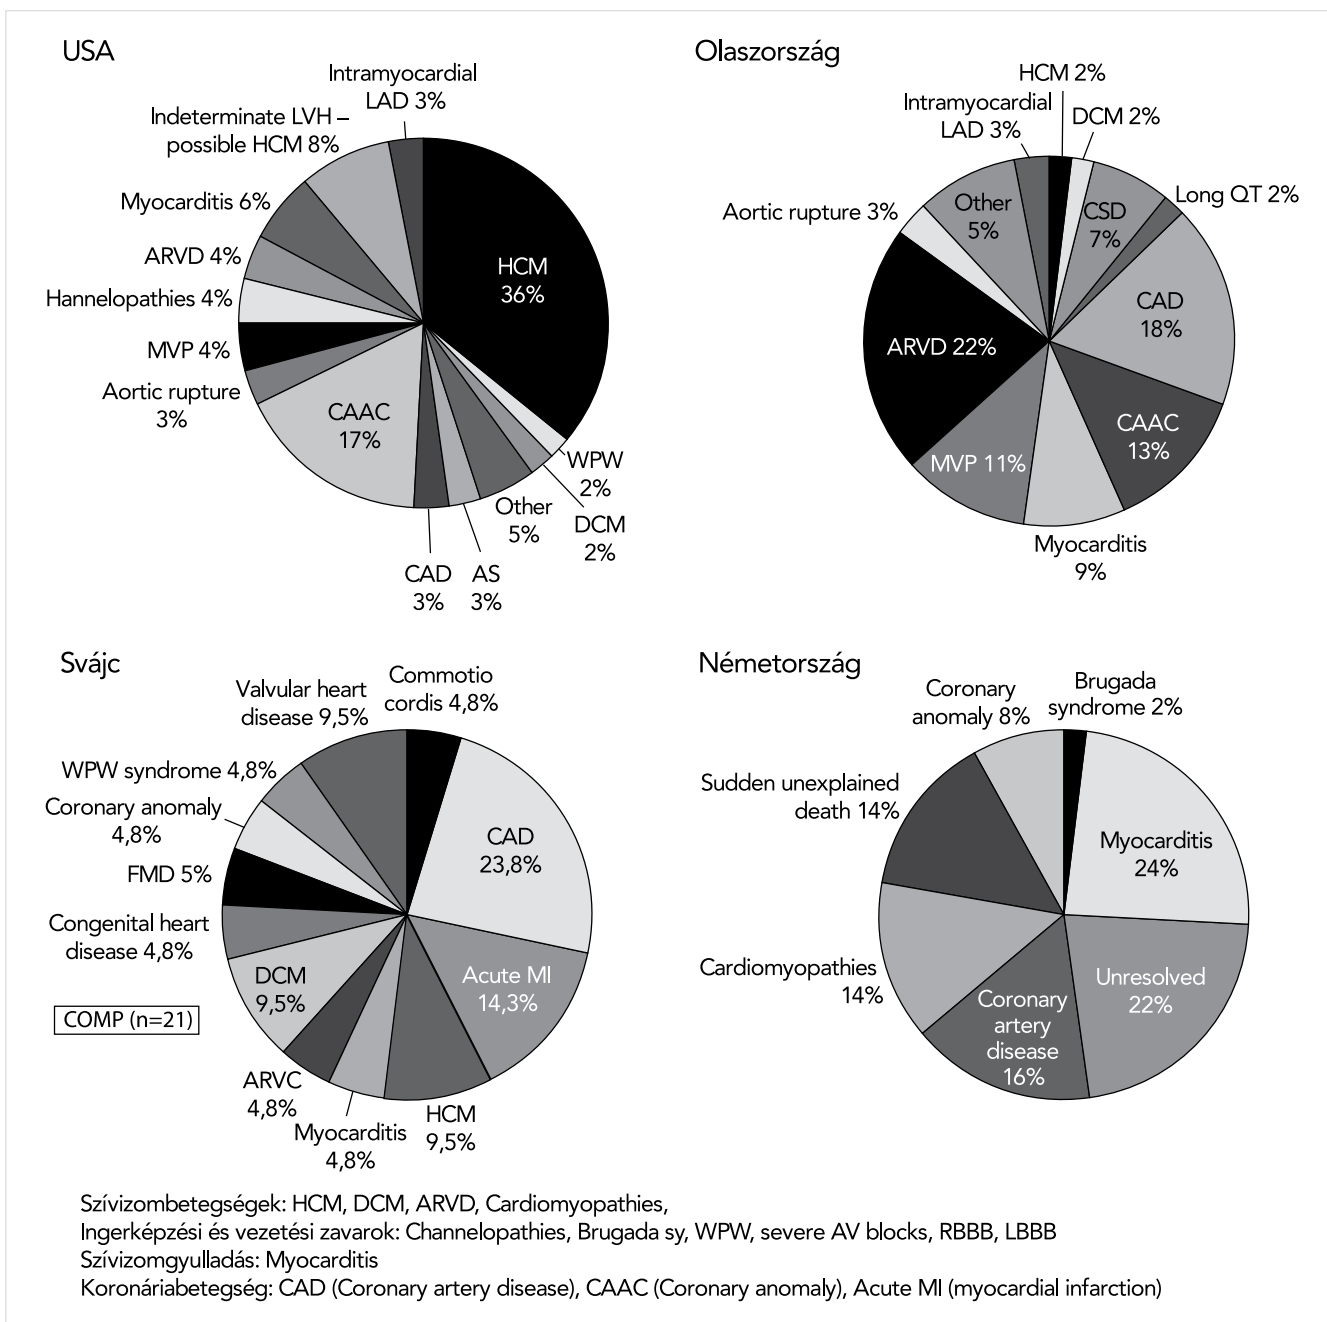 USA
Intramyocardial
LAD 3%
Indeterminate LVH –
possible HCM 8%
Myocarditis 6%
ARVD 4%
Hannelopathies 4%
MVP 4%
Aortic rupture
3%
HCM
36%
CAAC
17%
WPW
2%
DCM
2%
Other
5%
AS
3%
CAD
3%
Olaszország
HCM 2%
Intramyocardial
LAD 3%
DCM 2%
Long QT 2%
Aortic rupture 3%
Other
5%
CSD
7%
CAD
18%
ARVD 22%
CAAC
13%
MVP 11%
Myocarditis
9%
Svájc
Commotio
cordis 4,8%
Valvular heart
disease 9,5%
WPW syndrome 4,8%
Coronary anomaly
4,8%
FMD 5%
Congenital heart
disease 4,8%
CAD
23,8%
Acute MI
14,3%
DCM
9,5%
COMP (n=21)
ARVC
4,8%
Myocarditis
4,8%
HCM
9,5%
Németország
Coronary
anomaly 8%
Brugada
syndrome 2%
Sudden unexplained
death 14%
Myocarditis
24%
Cardiomyopathies
14%
Unresolved
22%
Coronary
artery
disease
16%
Szívizombetegségek: HCM, DCM, ARVD, Cardiomyopathies,
Ingerképzési és vezetési zavarok: Channelopathies, Brugada sy, WPW, severe AV blocks, RBBB, LBBB
Szívizomgyulladás: Myocarditis
Koronáriabetegség: CAD (Coronary artery disease), CAAC (Coronary anomaly), Acute MI (myocardial infarction)